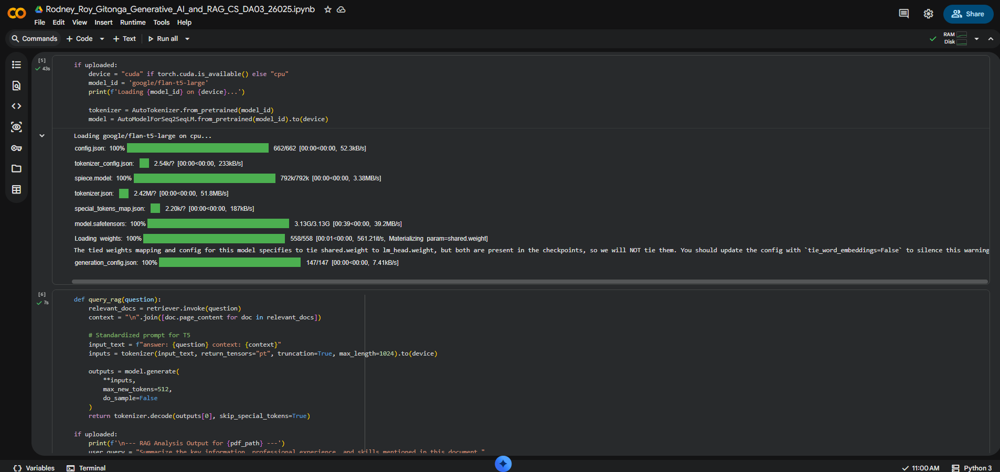 Rodney_Roy_Gitonga_Generative_AI_and_RAG_CS_DA03_26025.ipynb
File Edit View Insert Runtime Tools Help
Share
Commands + Code + Text Run all
RAM
Disk
[5]
43s
if uploaded:
    device = "cuda" if torch.cuda.is_available() else "cpu"
    model_id = 'google/flan-t5-large'
    print(f'Loading {model_id} on {device}...')
    tokenizer = AutoTokenizer.from_pretrained(model_id)
    model = AutoModelForSeq2SeqLM.from_pretrained(model_id).to(device)
Loading google/flan-t5-large on cpu...
config.json: 100% 662/662 [00:00<00:00, 52.3kB/s]
tokenizer_config.json: 2.54k/? [00:00<00:00, 233kB/s]
spiece.model: 100% 792k/792k [00:00<00:00, 3.38MB/s]
tokenizer.json: 2.42M/? [00:00<00:00, 51.8MB/s]
special_tokens_map.json: 2.20k/? [00:00<00:00, 187kB/s]
model.safetensors: 100% 3.13G/3.13G [00:39<00:00, 39.2MB/s]
Loading weights: 100% 558/558 [00:01<00:00, 561.21it/s, Materializing param=shared.weight]
The tied weights mapping and config for this model specifies to tie shared.weight to lm_head.weight, but both are present in the checkpoints, so we will NOT tie them. You should update the config with `tie_word_embeddings=False` to silence this warning
generation_config.json: 100% 147/147 [00:00<00:00, 7.41kB/s]
[6]
7s
def query_rag(question):
    relevant_docs = retriever.invoke(question)
    context = "\n".join([doc.page_content for doc in relevant_docs])
    # Standardized prompt for T5
    input_text = f"answer: {question} context: {context}"
    inputs = tokenizer(input_text, return_tensors="pt", truncation=True, max_length=1024).to(device)
    outputs = model.generate(
        **inputs,
        max_new_tokens=512,
        do_sample=False
    )
    return tokenizer.decode(outputs[0], skip_special_tokens=True)
if uploaded:
    print(f'\n--- RAG Analysis Output for {pdf_path} ---')
    user_query = "Summarize the key information, professional experience, and skills mentioned in this document."
Variables Terminal 11:00 AM Python 3